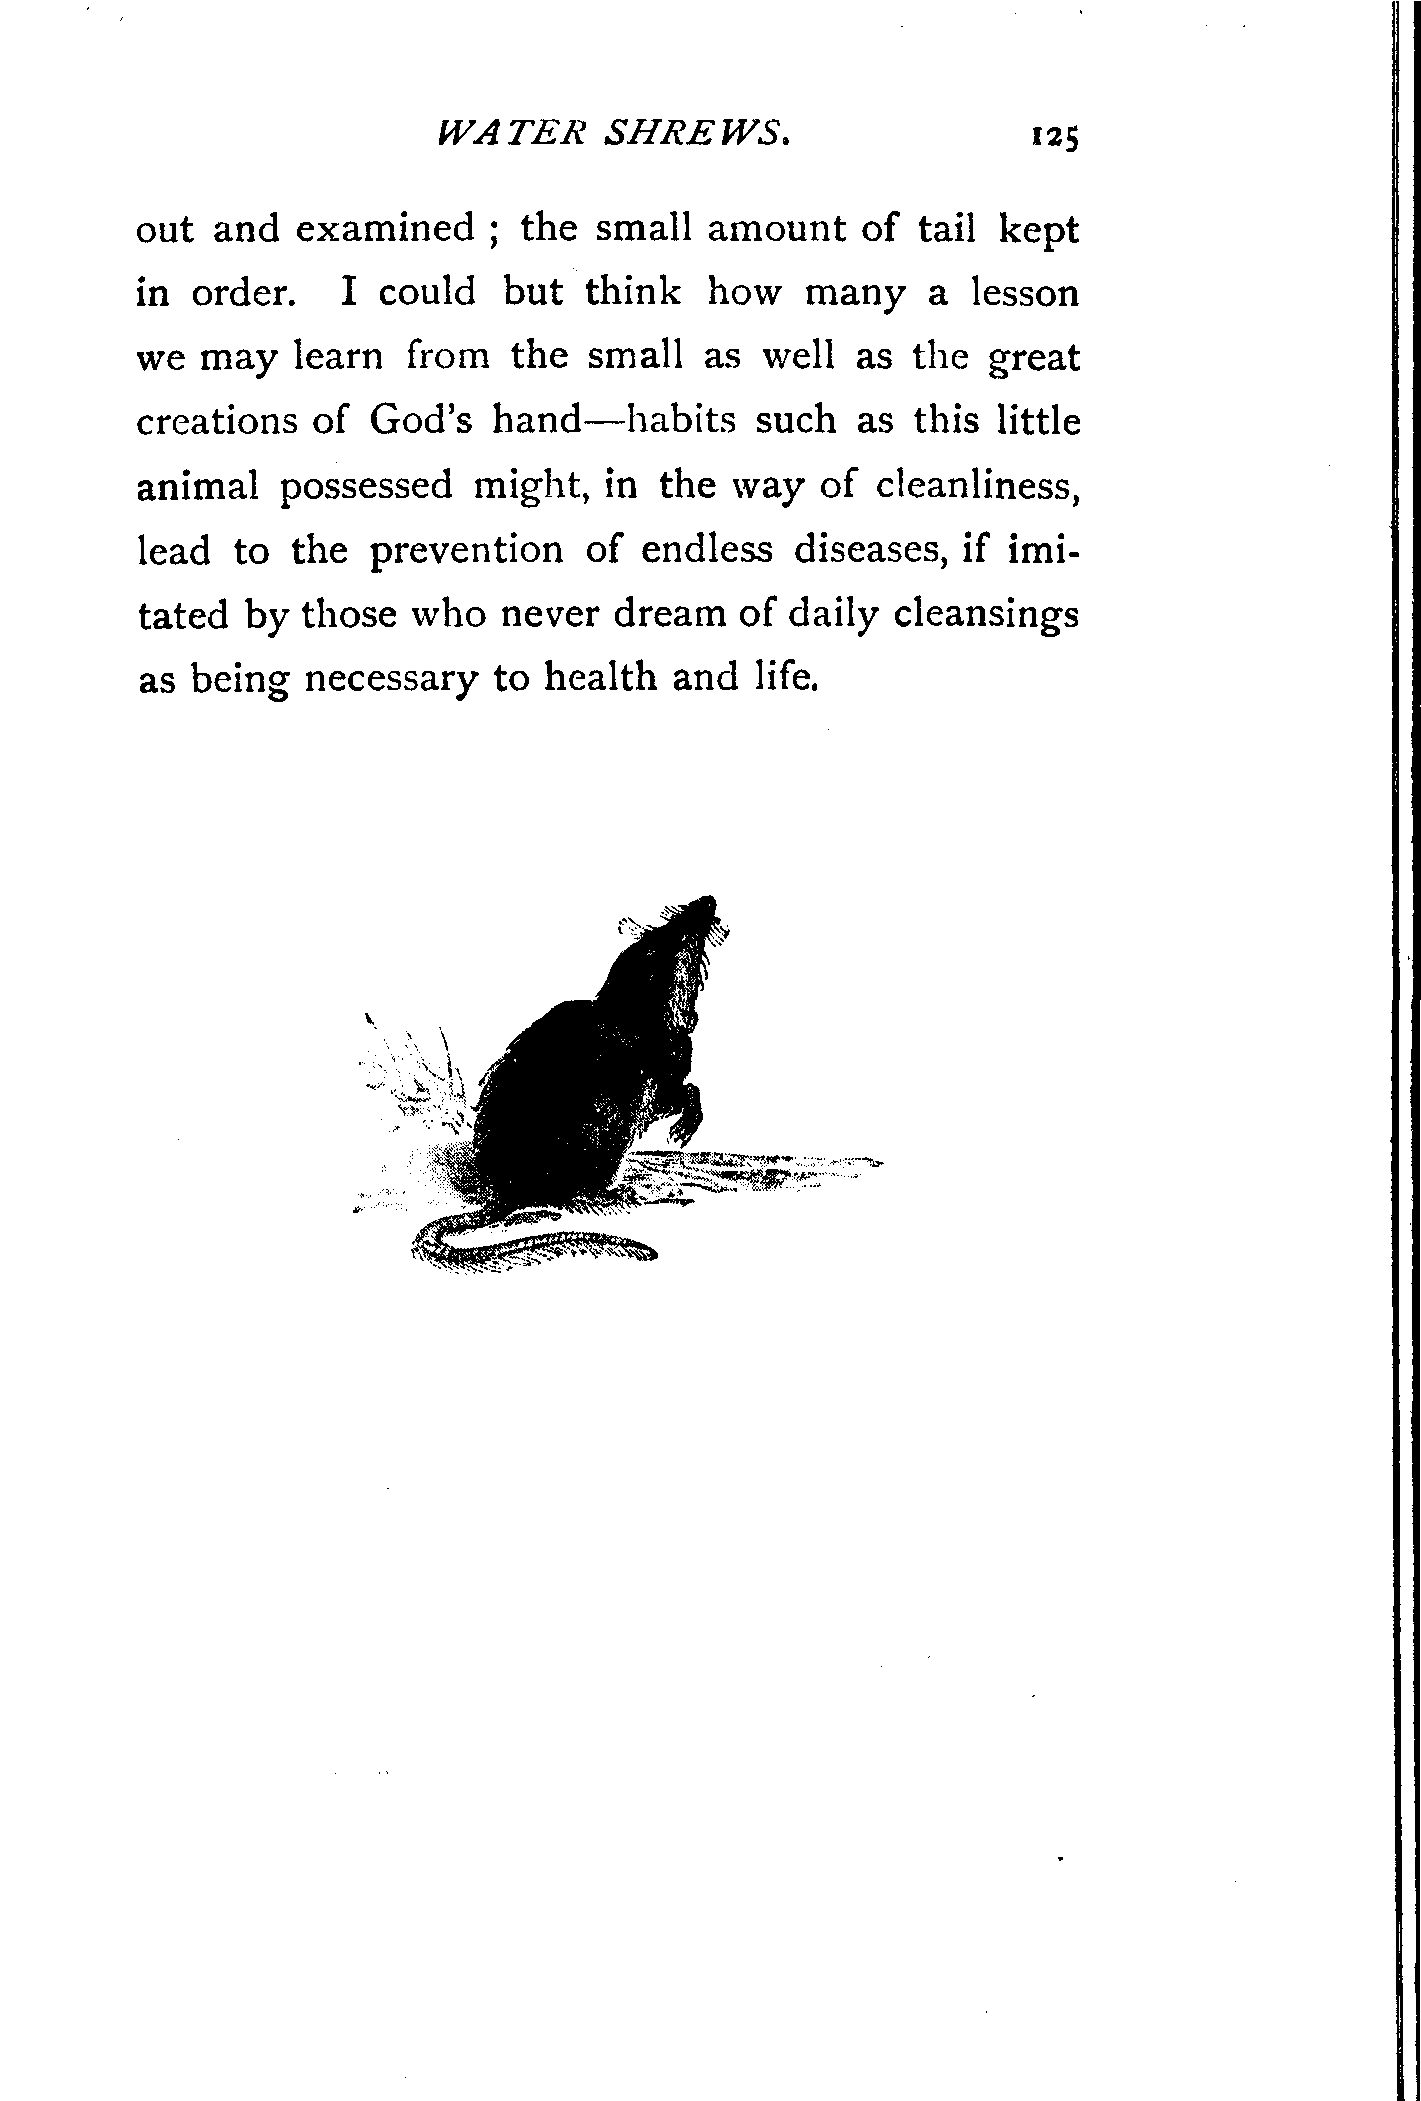 WATER SHREWS. 125
out and examined ; the small amount of tail kept
in order. I could but think how many a lesson
we may learn from the small as well as the great
creations of God's hand—habits such as this little
animal possessed might, in the way of cleanliness,
lead to the prevention of endless diseases, if imi-
tated by those who never dream of daily cleansings
as being necessary to health and life.